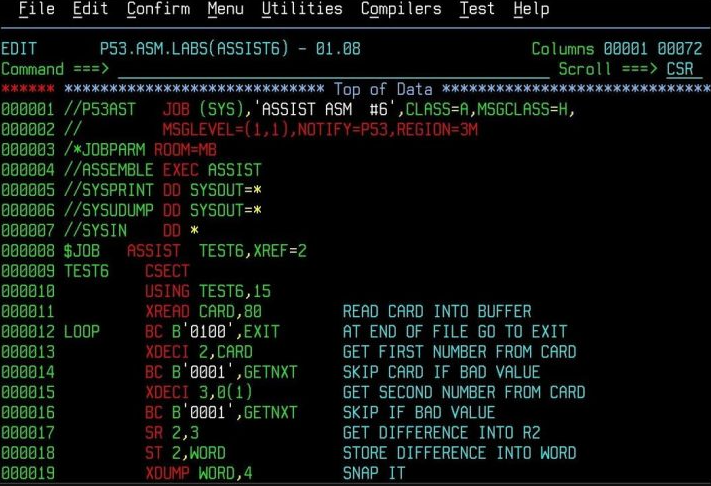 File  Edit  Confirm  Menu  Utilities  Compilers  Test  Help
EDIT       P53.ASM.LABS(ASSIST6) - 01.08                   Columns 00001 00072
Command ===>                                                  Scroll ===> CSR
****** ***************************** Top of Data *****************************
000001 //P53AST   JOB (SYS),'ASSIST ASM  #6',CLASS=A,MSGCLASS=H,
000002 //         MSGLEVEL=(1,1),NOTIFY=P53,REGION=3M
000003 /*JOBPARM ROOM=MB
000004 //ASSEMBLE EXEC ASSIST
000005 //SYSPRINT DD SYSOUT=*
000006 //SYSUDUMP DD SYSOUT=*
000007 //SYSIN    DD *
000008 $JOB   ASSIST  TEST6,XREF=2
000009 TEST6    CSECT
000010          USING TEST6,15
000011          XREAD CARD,80         READ CARD INTO BUFFER
000012 LOOP     BC B'0100',EXIT       AT END OF FILE GO TO EXIT
000013          XDECI 2,CARD          GET FIRST NUMBER FROM CARD
000014          BC B'0001',GETNXT     SKIP CARD IF BAD VALUE
000015          XDECI 3,0(1)          GET SECOND NUMBER FROM CARD
000016          BC B'0001',GETNXT     SKIP IF BAD VALUE
000017          SR 2,3                GET DIFFERENCE INTO R2
000018          ST 2,WORD             STORE DIFFERENCE INTO WORD
000019          XDUMP WORD,4          SNAP IT